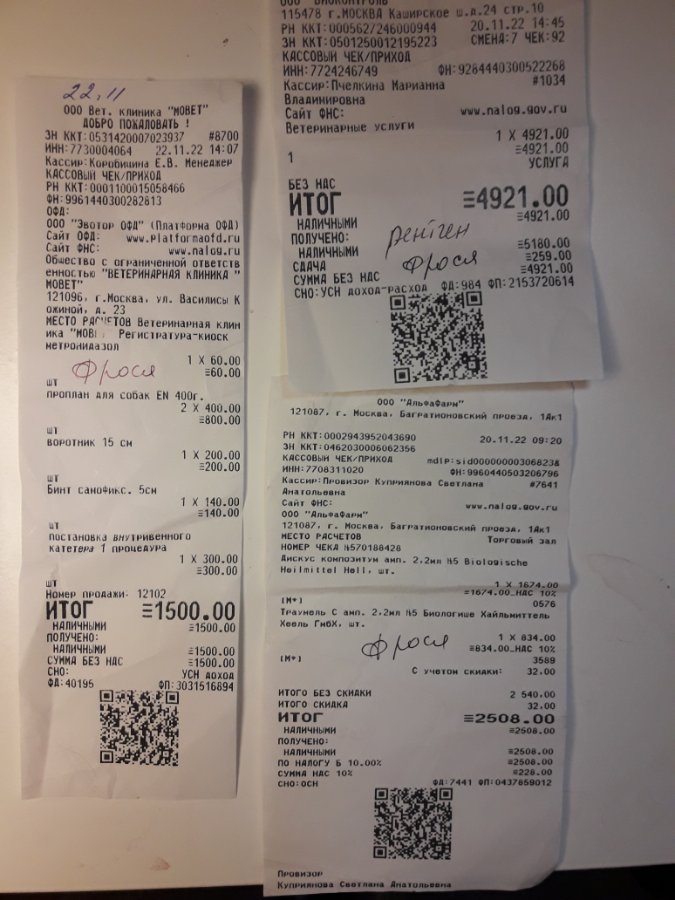 22.11
ООО Вет. клиника "МОВЕТ"
ДОБРО ПОЖАЛОВАТЬ !
ЗН ККТ:0531420007023937 #8700
ИНН:7730004064 22.11.22 14:07
Кассир:Коробицина Е.В. Менеджер
КАССОВЫЙ ЧЕК/ПРИХОД
РН ККТ:0001100015058466
ФН:9961440300282813
ОФД:
ООО "Эвотор ОФД" (Платформа ОФД)
Сайт ОФД: www.platformaofd.ru
Сайт ФНС: www.nalog.ru
Общество с ограниченной ответств
енностью "ВЕТЕРИНАРНАЯ КЛИНИКА "
МОВЕТ"
121096, г.Москва, ул. Василисы К
ожиной, д. 23
МЕСТО РАСЧЕТОВ Ветеринарная клин
ика "МОВЕ Регистратура-киоск
метронидазол
1 X 60.00
≡60.00
Фрося
шт
проплан для собак EN 400г.
2 X 400.00
≡800.00
шт
воротник 15 см
1 X 200.00
≡200.00
шт
Бинт самофикс. 5см
1 X 140.00
≡140.00
шт
постановка внутривенного
катетера 1 процедура
1 X 300.00
≡300.00
шт
Номер продажи: 12102
ИТОГ ≡1500.00
НАЛИЧНЫМИ ≡1500.00
ПОЛУЧЕНО:
НАЛИЧНЫМИ ≡1500.00
СУММА БЕЗ НДС ≡1500.00
СНО: УСН доход
ФД:40195 ФП:3031516894
ООО "БИОКОНТРОЛЬ"
115478 г.МОСКВА Каширское ш.д.24 стр.10
РН ККТ:000562/246000944 20.11.22 14:45
ЗН ККТ:0501250012195223 СМЕНА:7 ЧЕК:92
КАССОВЫЙ ЧЕК/ПРИХОД
ИНН:7724246749 ФН:9284440300522268
Кассир:Пчелкина Марианна #1034
Владимировна
Сайт ФНС: www.nalog.gov.ru
Ветеринарные услуги
1 X 4921.00
≡4921.00
1 УСЛУГА
БЕЗ НДС
ИТОГ ≡4921.00
НАЛИЧНЫМИ ≡4921.00
ПОЛУЧЕНО:
рентген
НАЛИЧНЫМИ ≡5180.00
СДАЧА ≡259.00
Фрося
СУММА БЕЗ НДС ≡4921.00
СНО:УСН доход-расход ФД:984 ФП:2153720614
ООО "АльфаФарм"
121087, г. Москва, Багратионовский проезд, 1Ак1
РН ККТ:0002943952043690 20.11.22 09:20
ЗН ККТ:0462030006062356
КАССОВЫЙ ЧЕК/ПРИХОД mdlp:sid00000000306823&
ИНН:7708311020 ФН:9960440503206796
Кассир:Провизор Куприянова Светлана #7641
Анатольевна
Сайт ФНС: www.nalog.gov.ru
ООО "АльфаФарм"
121087, г. Москва, Багратионовский проезд, 1Ак1
МЕСТО РАСЧЕТОВ Торговый зал
НОМЕР ЧЕКА №570188428
Дискус композитум амп. 2,2мл N5 Biologische
Heilmittel Heel, шт.
1 X 1674.00
≡1674.00_НДС 10%
[М+] 0576
Траумель С амп. 2,2мл N5 Биологише Хайльмиттель
Хеель ГмбХ, шт.
1 X 834.00
Фрося
≡834.00_НДС 10%
[М+] 3589
С учетом скидки: 32.00
ИТОГО БЕЗ СКИДКИ 2 540.00
ИТОГО СКИДКА 32.00
ИТОГ ≡2508.00
НАЛИЧНЫМИ ≡2508.00
ПОЛУЧЕНО:
НАЛИЧНЫМИ ≡2508.00
ПО НАЛОГУ Б 10.00% ≡2508.00
СУММА НДС 10% ≡228.00
СНО:ОСН ФД:7441 ФП:0437859012
Провизор
Куприянова Светлана Анатольевна